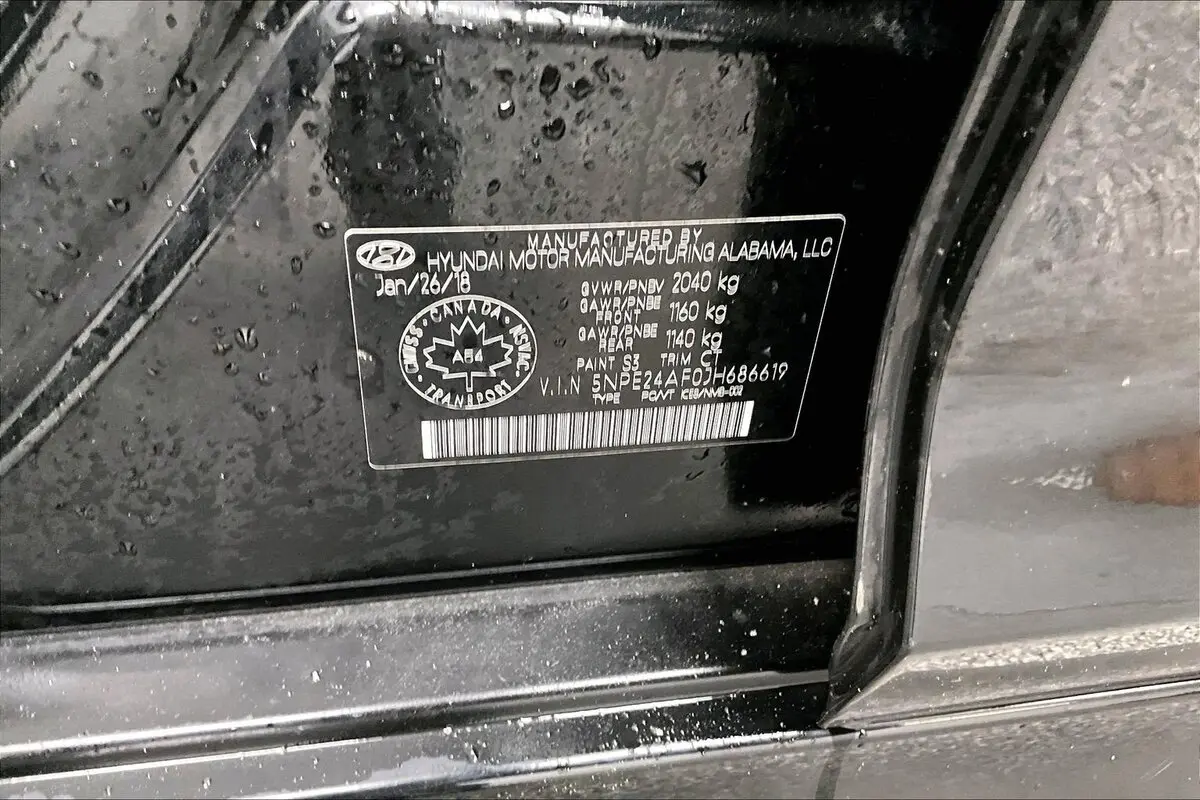 MANUFACTURED BY
HYUNDAI MOTOR MANUFACTURING ALABAMA, LLC
Jan/26/18
GVWR/PNBV 2040 kg
GAWR/PNBE
FRONT 1160 kg
GAWR/PNBE
REAR 1140 kg
PAINT S3 TRIM CT
V.I.N 5NPE24AF0JH686619
TYPE PC/VT
CANADA
CMVSS NSVAC
A54
TRANSPORT